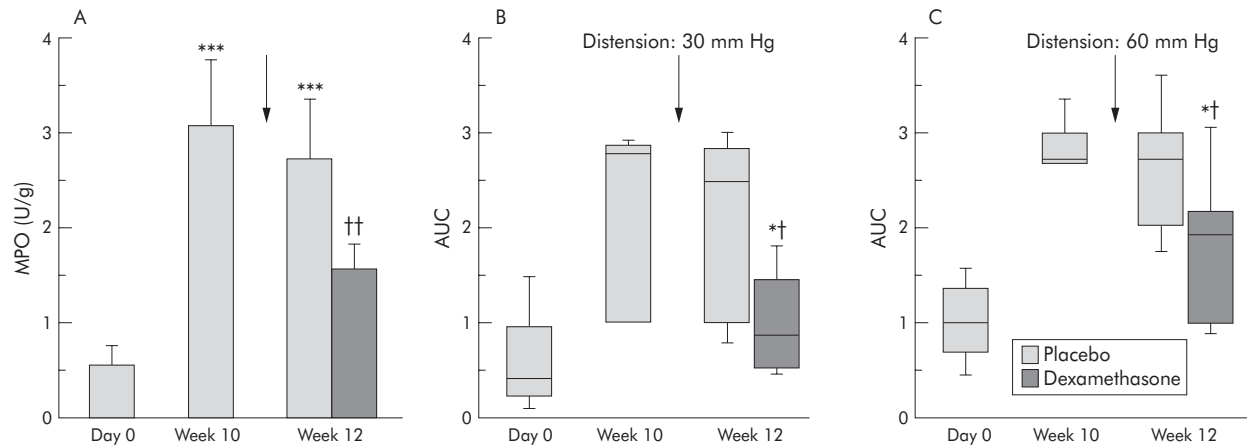 A
4
3
2
1
0
MPO (U/g)
***
***
††
Day 0
Week 10
Week 12
B
Distension: 30 mm Hg
4
3
2
1
0
AUC
*†
Day 0
Week 10
Week 12
C
Distension: 60 mm Hg
4
3
2
1
0
AUC
*†
Placebo
Dexamethasone
Day 0
Week 10
Week 12